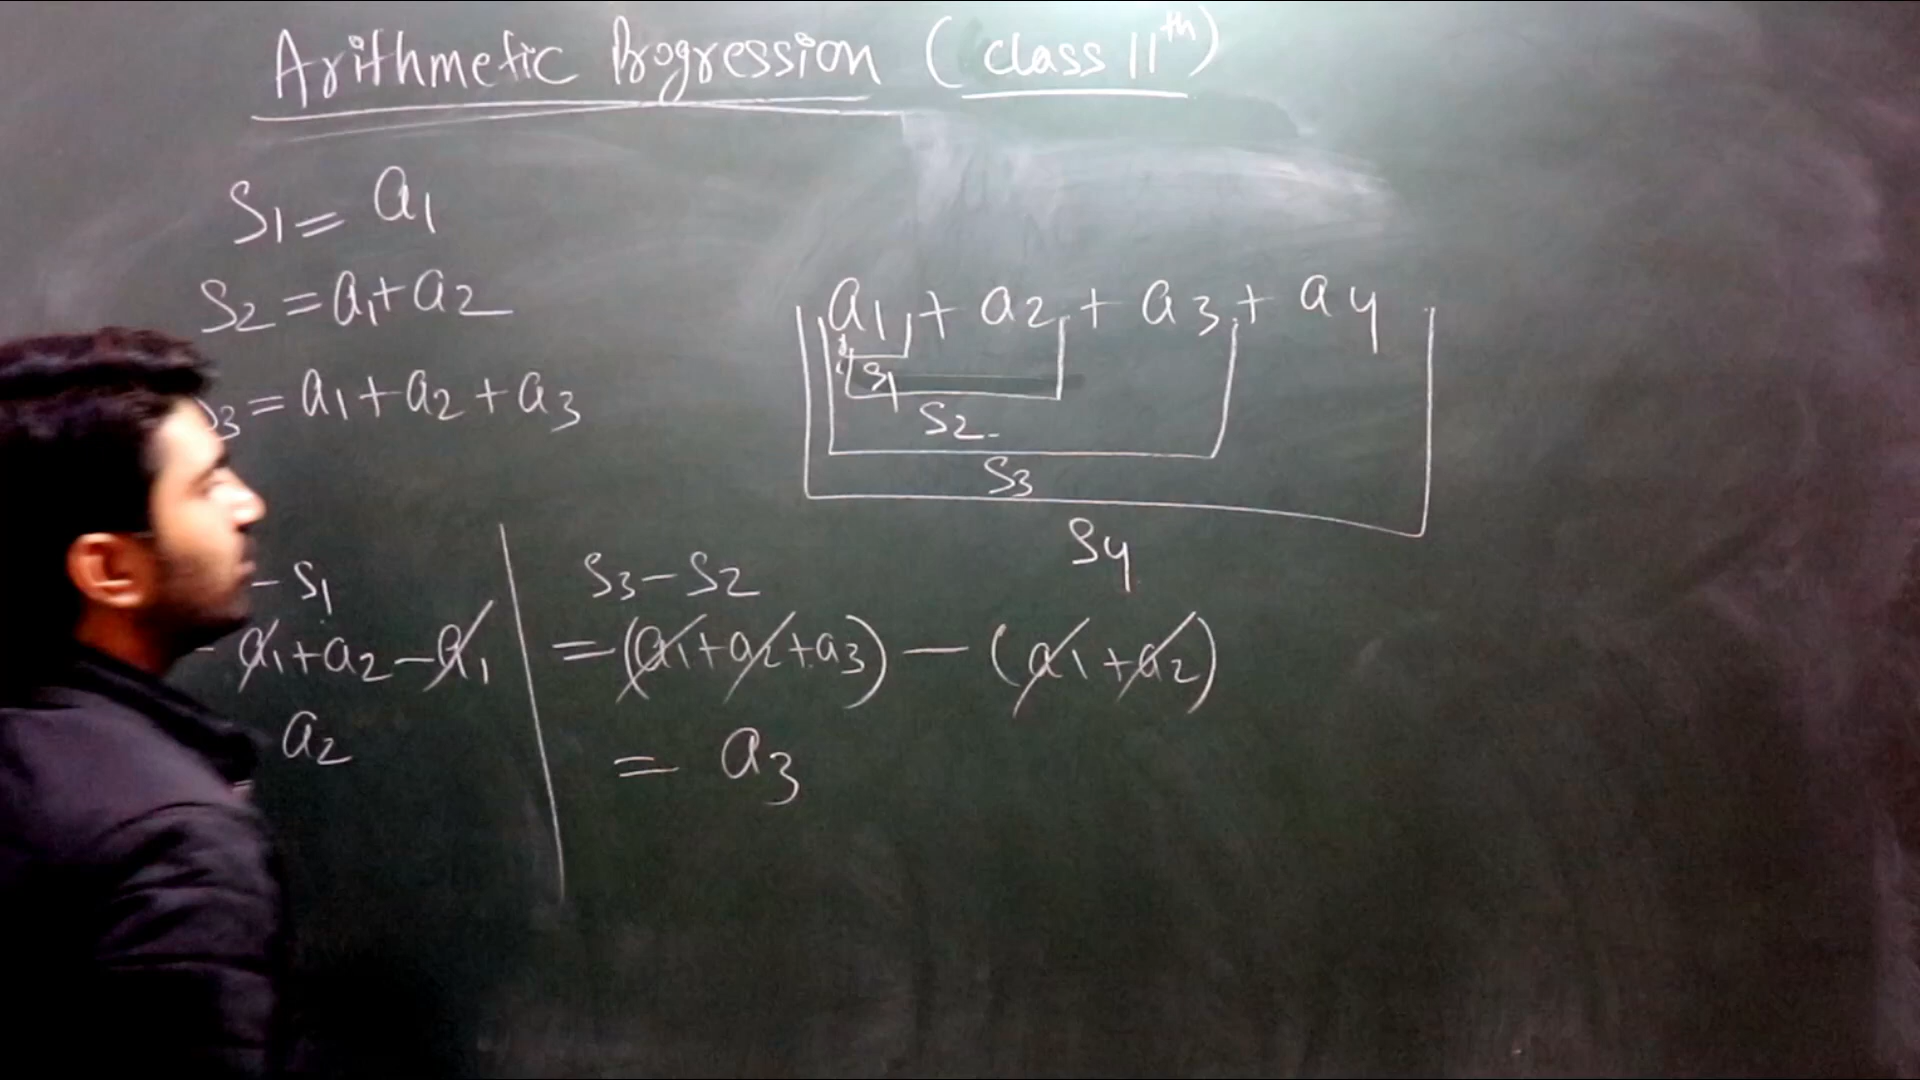 Arithmetic Progression (class 11th)
S1 = a1
S2 = a1+a2
3 = a1+a2+a3
a1 + a2 + a3 + a4
S1
S2
S3
S4
- S1
- a1+a2-a1
a2
S3-S2
=(a1+a2+a3)-(a1+a2)
= a3